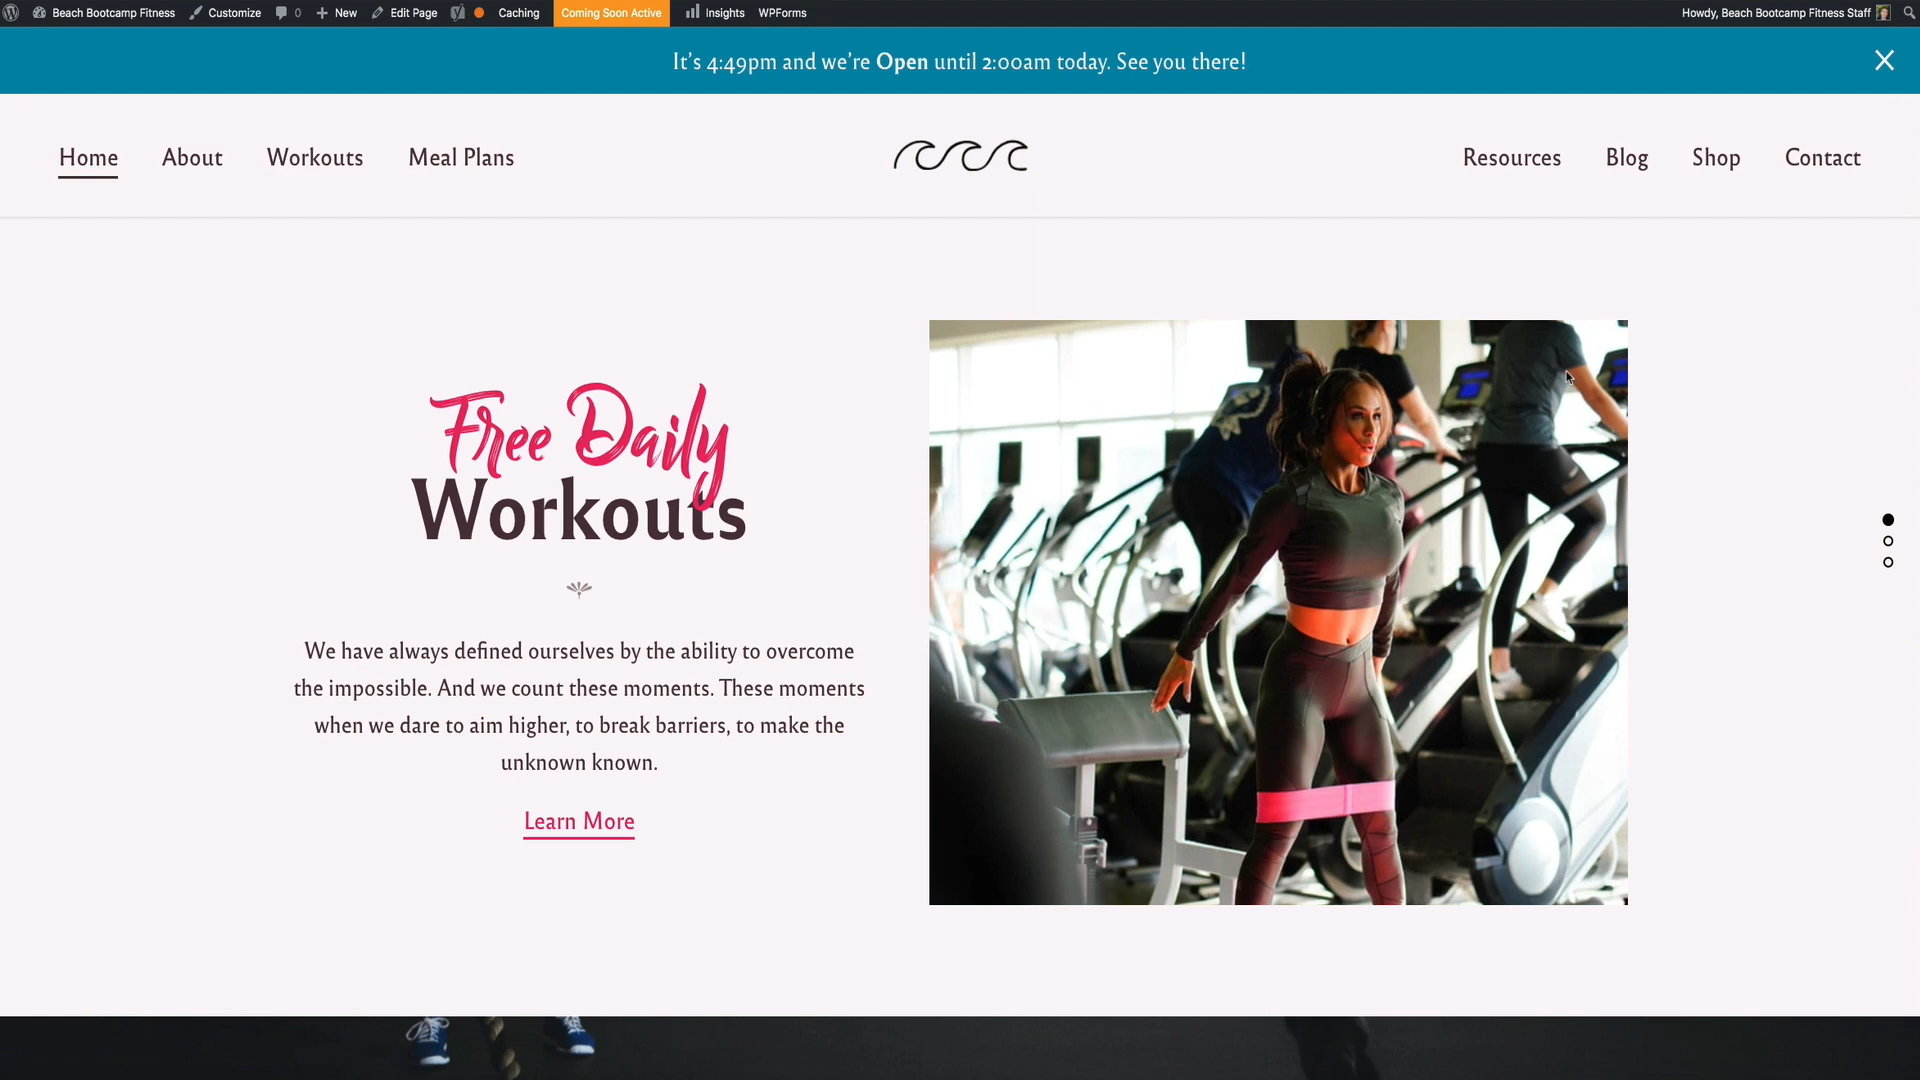 Beach Bootcamp Fitness Customize 0 New Edit Page Caching Coming Soon Active Insights WPForms Howdy, Beach Bootcamp Fitness Staff
It's 4:49pm and we're Open until 2:00am today. See you there!
Home About Workouts Meal Plans Resources Blog Shop Contact
Free Daily
Workouts
We have always defined ourselves by the ability to overcome
the impossible. And we count these moments. These moments
when we dare to aim higher, to break barriers, to make the
unknown known.
Learn More